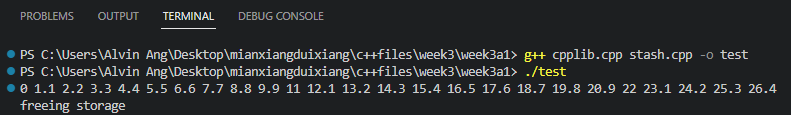 PROBLEMS OUTPUT TERMINAL DEBUG CONSOLE
PS C:\Users\Alvin Ang\Desktop\mianxiangduixiang\c++files\week3\week3a1> g++ cpplib.cpp stash.cpp -o test
PS C:\Users\Alvin Ang\Desktop\mianxiangduixiang\c++files\week3\week3a1> ./test
0 1.1 2.2 3.3 4.4 5.5 6.6 7.7 8.8 9.9 11 12.1 13.2 14.3 15.4 16.5 17.6 18.7 19.8 20.9 22 23.1 24.2 25.3 26.4
freeing storage